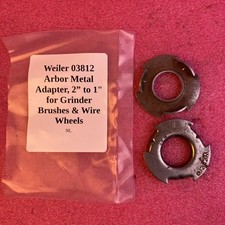 Weiler 03812
Arbor Metal
Adapter, 2” to 1"
for Grinder
Brushes & Wire
Wheels